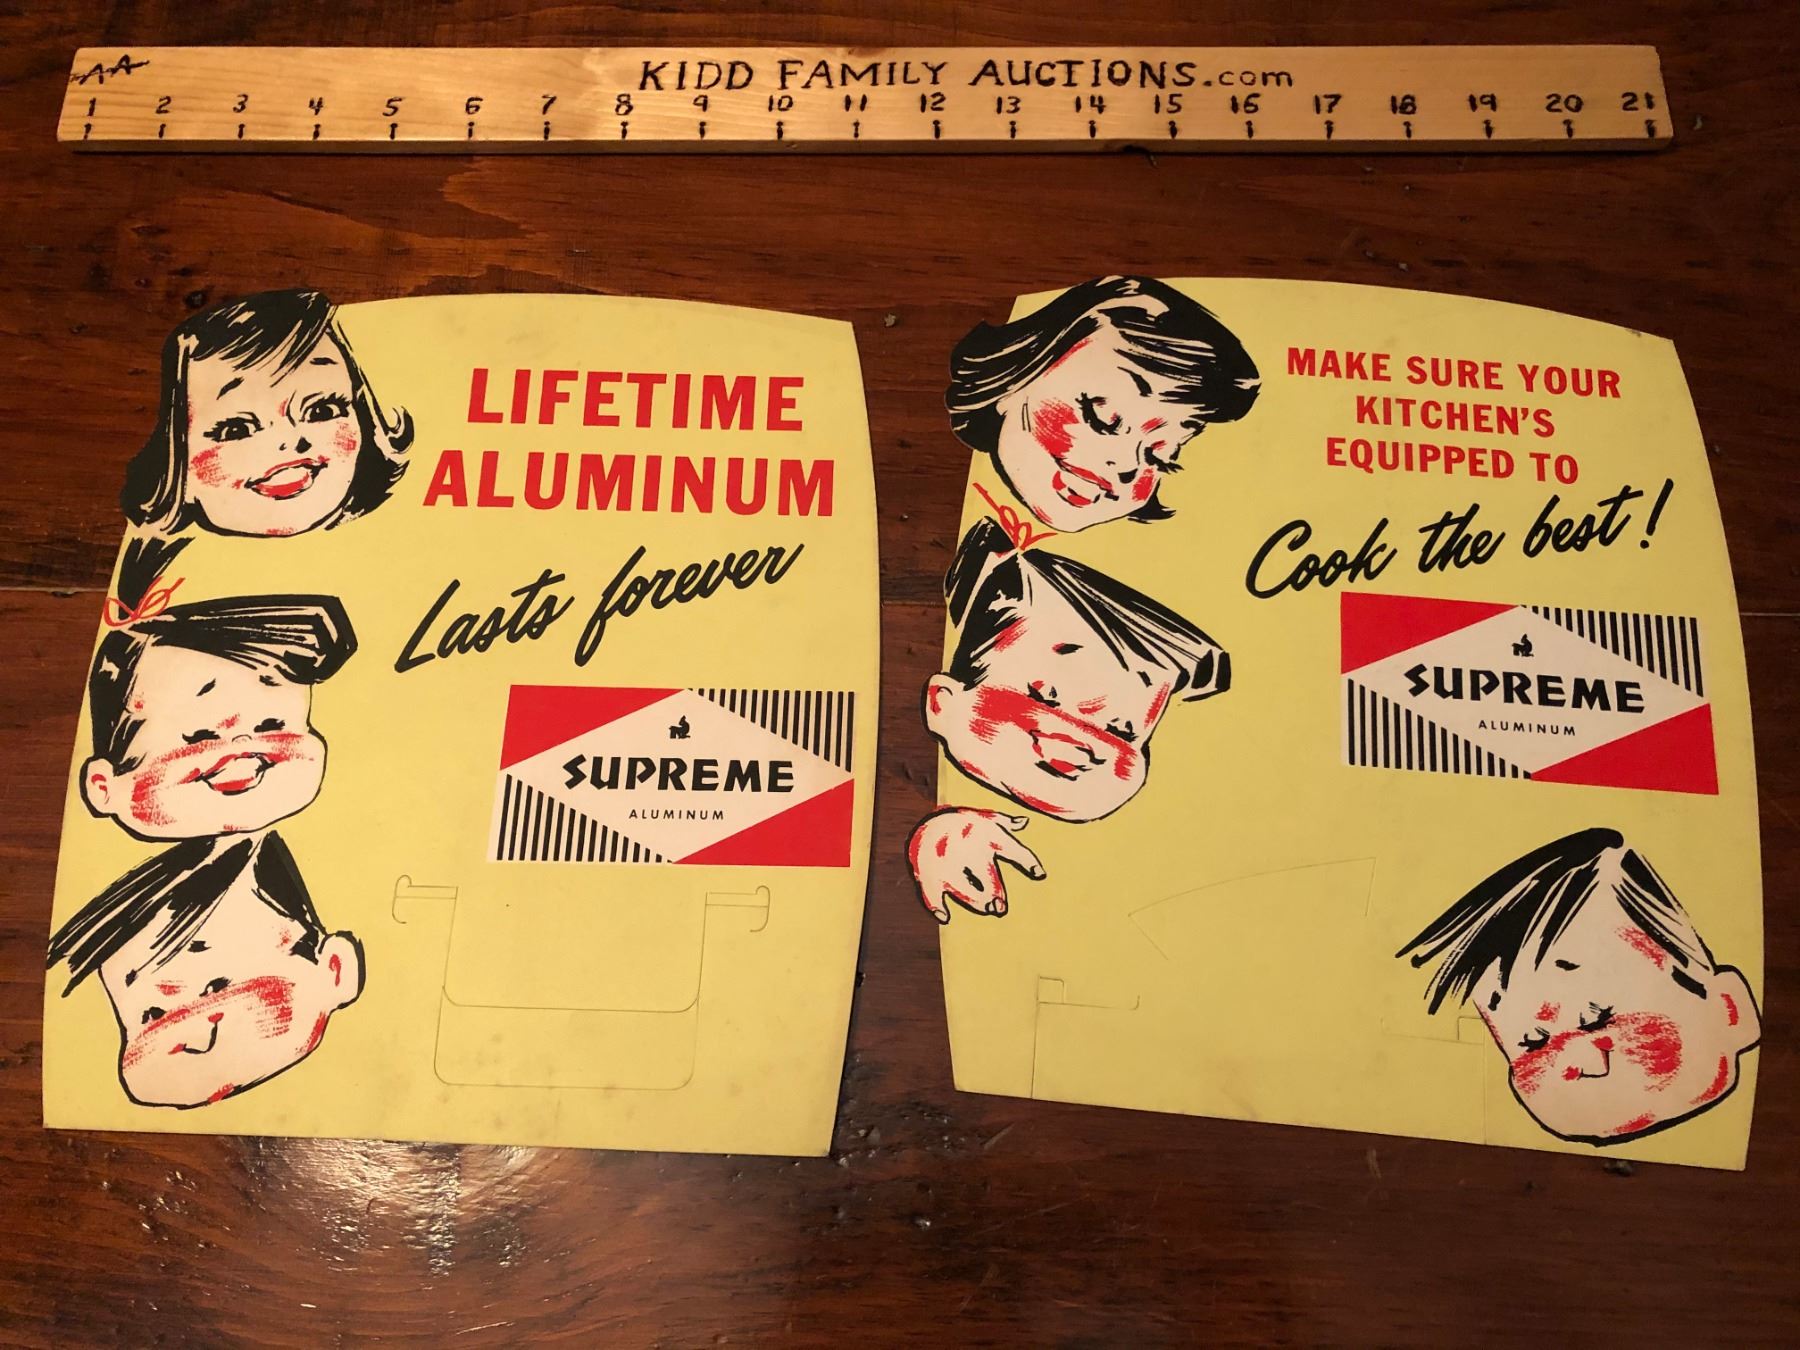 AA
KIDD FAMILY AUCTIONS.com
1 2 3 4 5 6 7 8 9 10 11 12 13 14 15 16 17 18 19 20 21
LIFETIME
ALUMINUM
Lasts forever
SUPREME
ALUMINUM
MAKE SURE YOUR
KITCHEN'S
EQUIPPED TO
Cook the best!
SUPREME
ALUMINUM